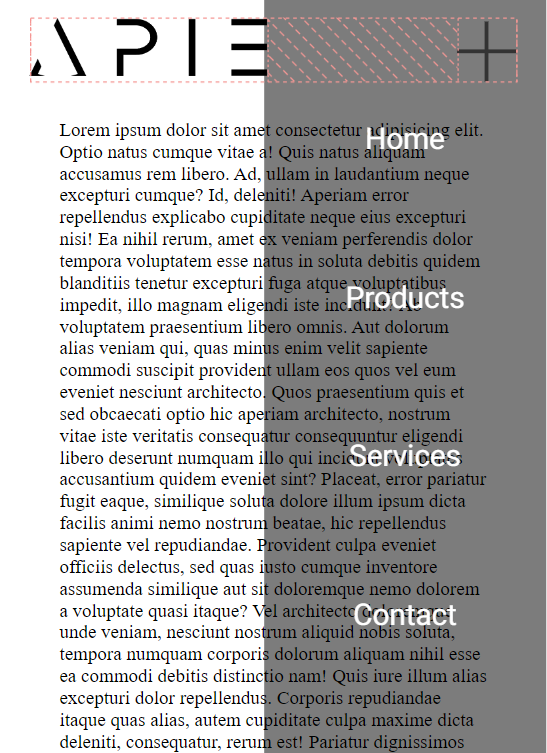 APIE
Lorem ipsum dolor sit amet consectetur adipisicing elit.
Optio natus cumque vitae a! Quis natus aliquam
accusamus rem libero. Ad, ullam in laudantium neque
excepturi cumque? Id, deleniti! Aperiam error
repellendus explicabo cupiditate neque eius excepturi
nisi! Ea nihil rerum, amet ex veniam perferendis dolor
tempora voluptatem esse natus in soluta debitis quidem
blanditiis tenetur excepturi fuga atque voluptatibus
impedit, illo magnam eligendi iste incidunt? Ab
voluptatem praesentium libero omnis. Aut dolorum
alias veniam qui, quas minus enim velit sapiente
commodi suscipit provident ullam eos quos vel eum
eveniet nesciunt architecto. Quos praesentium quis et
sed obcaecati optio hic aperiam architecto, nostrum
vitae iste veritatis consequatur consequuntur eligendi
libero deserunt numquam illo qui incidunt
accusantium quidem eveniet sint? Placeat, error pariatur
fugit eaque, similique soluta dolore illum ipsum dicta
facilis animi nemo nostrum beatae, hic repellendus
sapiente vel repudiandae. Provident culpa eveniet
officiis delectus, sed quas iusto cumque inventore
assumenda similique aut sit doloremque nemo dolorem
a voluptate quasi itaque? Vel architecto
unde veniam, nesciunt nostrum aliquid nobis soluta,
tempora numquam corporis dolorum aliquam nihil esse
ea commodi debitis distinctio nam! Quis iure illum alias
excepturi dolor repellendus. Corporis repudiandae
itaque quas alias, autem cupiditate culpa maxime dicta
deleniti, consequatur, rerum est! Pariatur dignissimos
Home
Products
Services
Contact